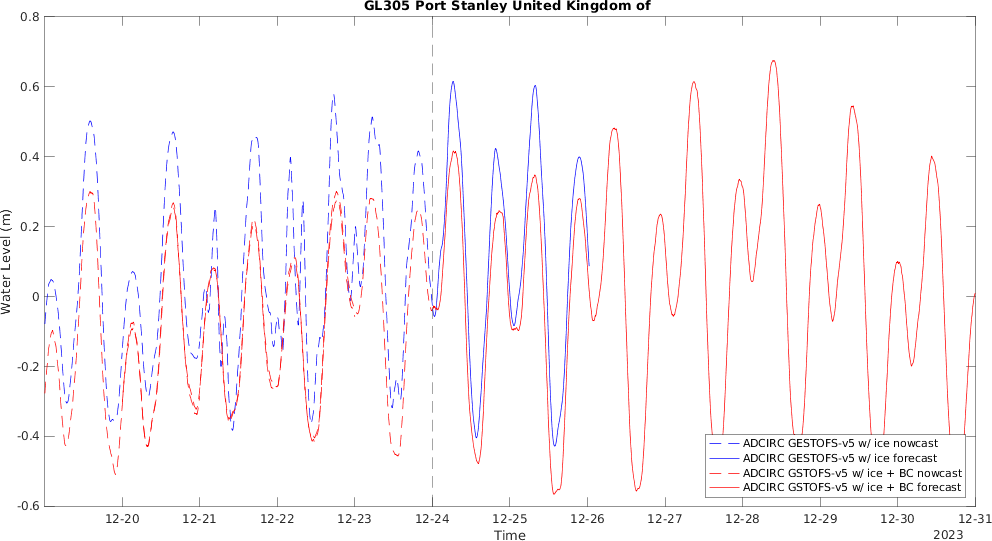 GL305 Port Stanley United Kingdom of
0.8
0.6
0.4
0.2
0
-0.2
-0.4
-0.6
Water Level (m)
12-20 12-21 12-22 12-23 12-24 12-25 12-26 12-27 12-28 12-29 12-30 12-31
Time
2023
ADCIRC GESTOFS-v5 w/ ice nowcast
ADCIRC GESTOFS-v5 w/ ice forecast
ADCIRC GSTOFS-v5 w/ ice + BC nowcast
ADCIRC GSTOFS-v5 w/ ice + BC forecast